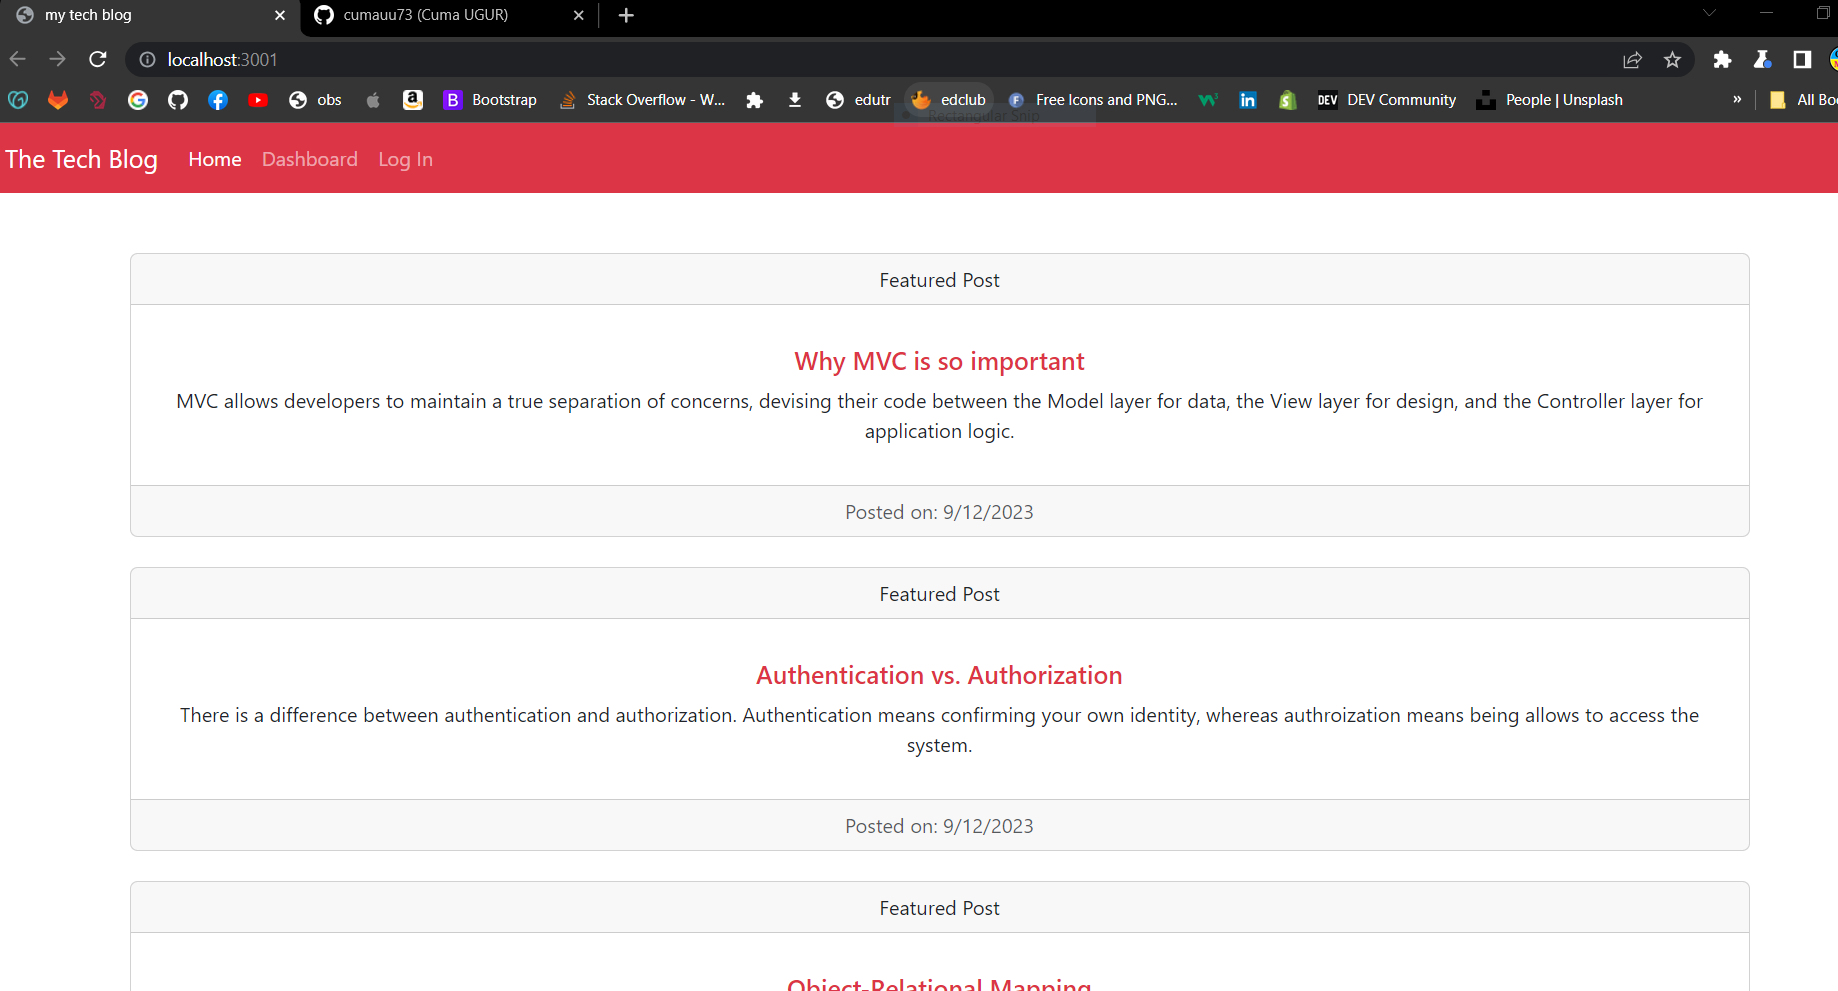 my tech blog
cumauu73 (Cuma UGUR)
localhost:3001
obs
Bootstrap
Stack Overflow - W...
edutr
edclub
Free Icons and PNG...
DEV
DEV Community
People | Unsplash
»
All Boo
Rectangular Snip
The Tech Blog
Home
Dashboard
Log In
Featured Post
Why MVC is so important
MVC allows developers to maintain a true separation of concerns, devising their code between the Model layer for data, the View layer for design, and the Controller layer for
application logic.
Posted on: 9/12/2023
Featured Post
Authentication vs. Authorization
There is a difference between authentication and authorization. Authentication means confirming your own identity, whereas authroization means being allows to access the
system.
Posted on: 9/12/2023
Featured Post
Object-Relational Mapping